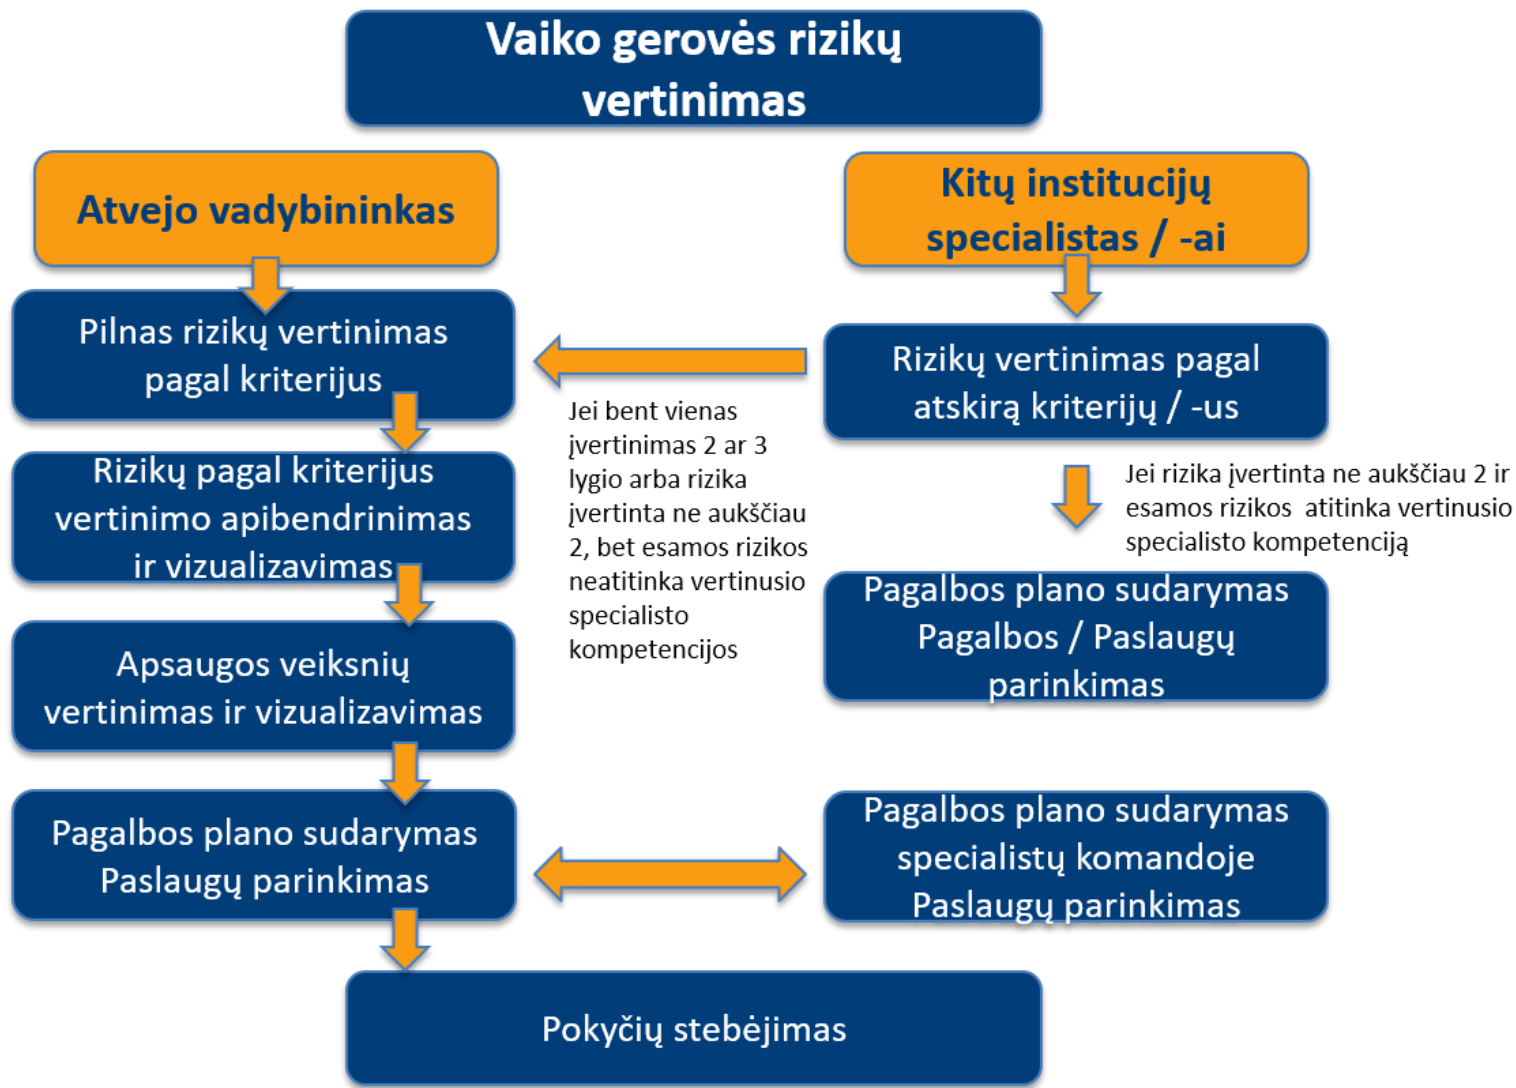 Vaiko gerovės rizikų
vertinimas
Atvejo vadybininkas
Pilnas rizikų vertinimas
pagal kriterijus
Rizikų pagal kriterijus
vertinimo apibendrinimas
ir vizualizavimas
Apsaugos veiksnių
vertinimas ir vizualizavimas
Pagalbos plano sudarymas
Paslaugų parinkimas
Jei bent vienas
įvertinimas 2 ar 3
lygio arba rizika
įvertinta ne aukščiau
2, bet esamos rizikos
neatitinka vertinusio
specialisto
kompetencijos
Kitų institucijų
specialistas / -ai
Rizikų vertinimas pagal
atskirą kriterijų / -us
Jei rizika įvertinta ne aukščiau 2 ir
esamos rizikos  atitinka vertinusio
specialisto kompetenciją
Pagalbos plano sudarymas
Pagalbos / Paslaugų
parinkimas
Pagalbos plano sudarymas
specialistų komandoje
Paslaugų parinkimas
Pokyčių stebėjimas